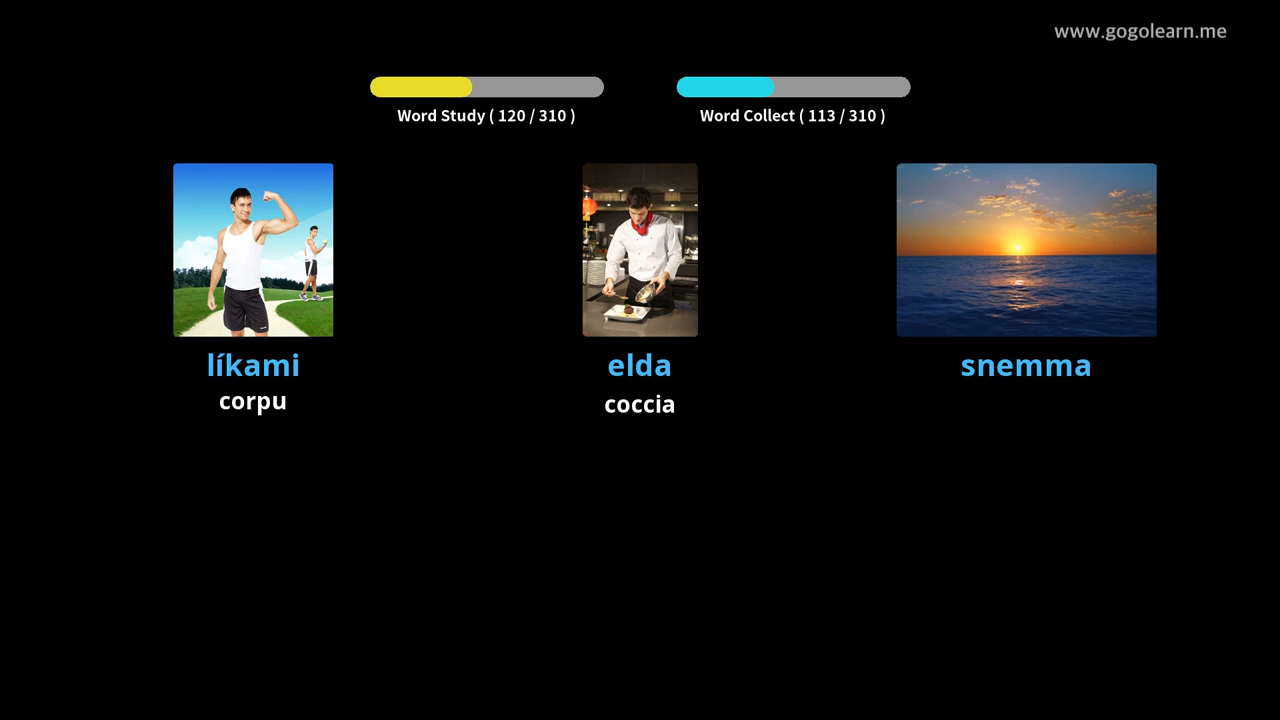 www.gogolearn.me
Word Study ( 120 / 310 )
Word Collect ( 113 / 310 )
líkami
corpu
elda
coccia
snemma